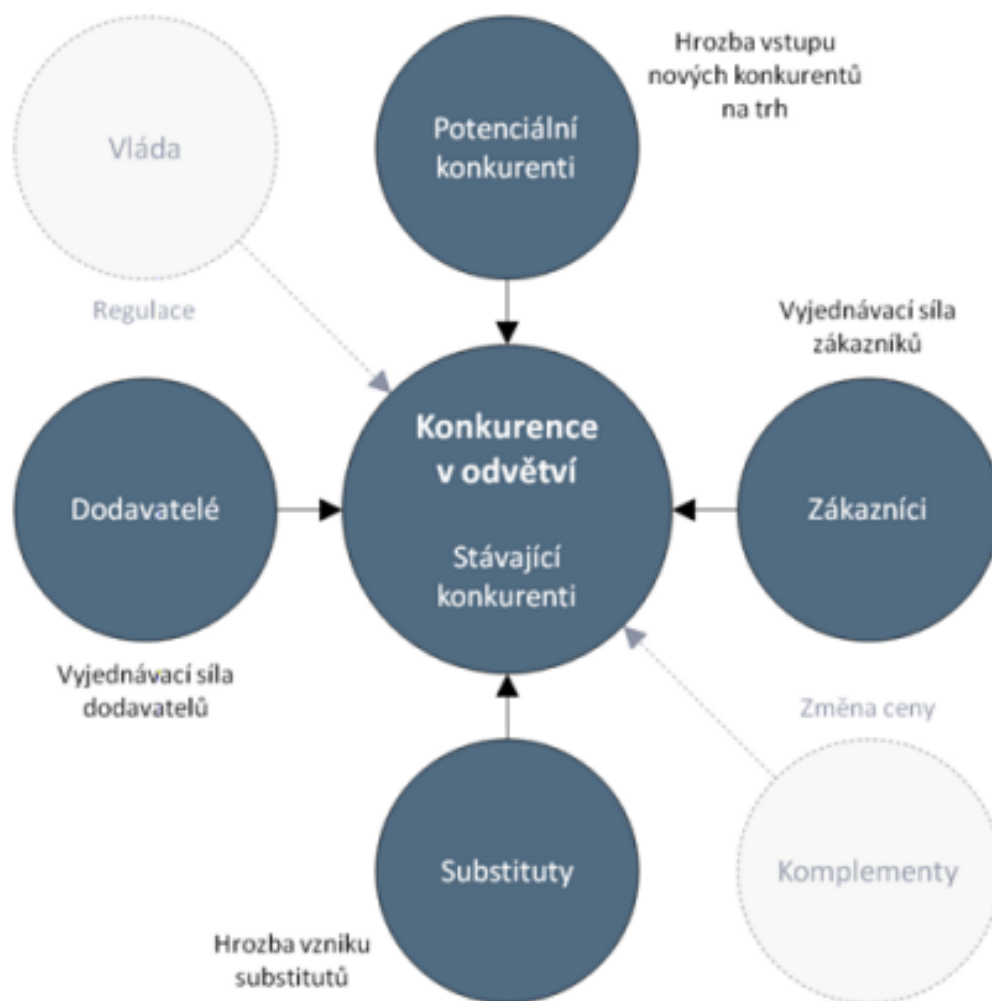 Hrozba vstupu
nových konkurentů
na trh
Potenciální
konkurenti
Vláda
Regulace
Vyjednávací síla
zákazníků
Konkurence
v odvětví
Stávající
konkurenti
Dodavatelé
Zákazníci
Vyjednávací síla
dodavatelů
Změna ceny
Substituty
Komplementy
Hrozba vzniku
substitutů